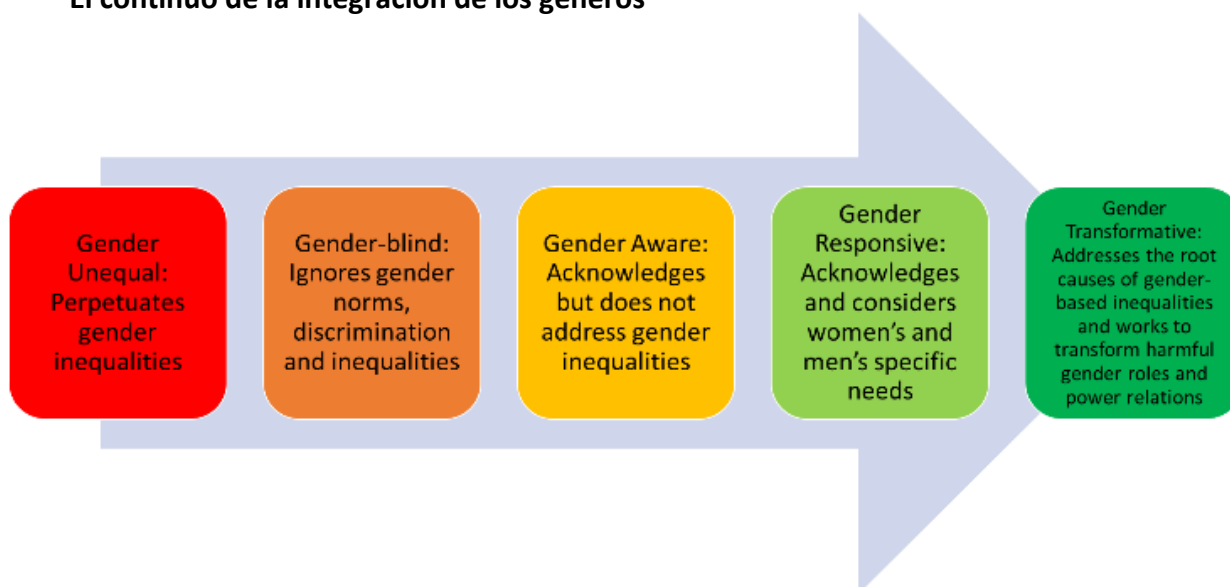 El continuo de la integración de los géneros
Gender
Unequal:
Perpetuates
gender
inequalities
Gender-blind:
Ignores gender
norms,
discrimination
and inequalities
Gender Aware:
Acknowledges
but does not
address gender
inequalities
Gender
Responsive:
Acknowledges
and considers
women's and
men's specific
needs
Gender
Transformative:
Addresses the root
causes of gender-
based inequalities
and works to
transform harmful
gender roles and
power relations